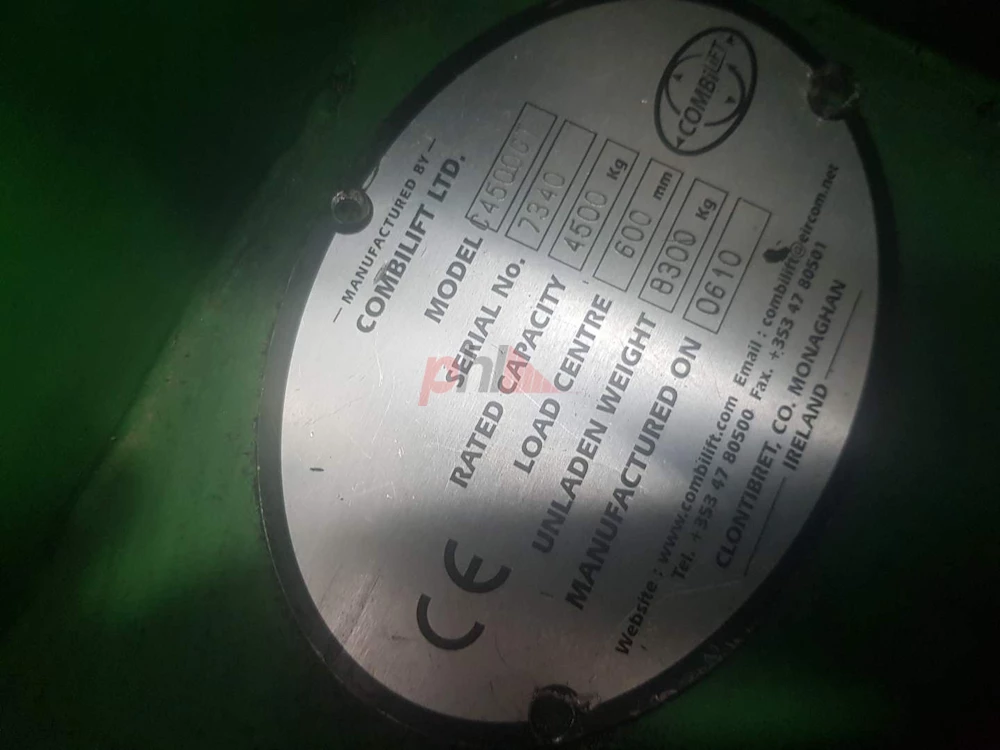 COMBiLiFT
— MANUFACTURED BY —
COMBILIFT LTD.
MODEL
SERIAL No. 7340
RATED CAPACITY 4500 Kg
LOAD CENTRE 600 mm
UNLADEN WEIGHT 8300 Kg
MANUFACTURED ON 0610
Website : www.combilift.com Email : combilift@eircom.net
Tel. +353 47 80500 Fax. +353 47 80501
CLONTIBRET, CO. MONAGHAN
IRELAND
CE